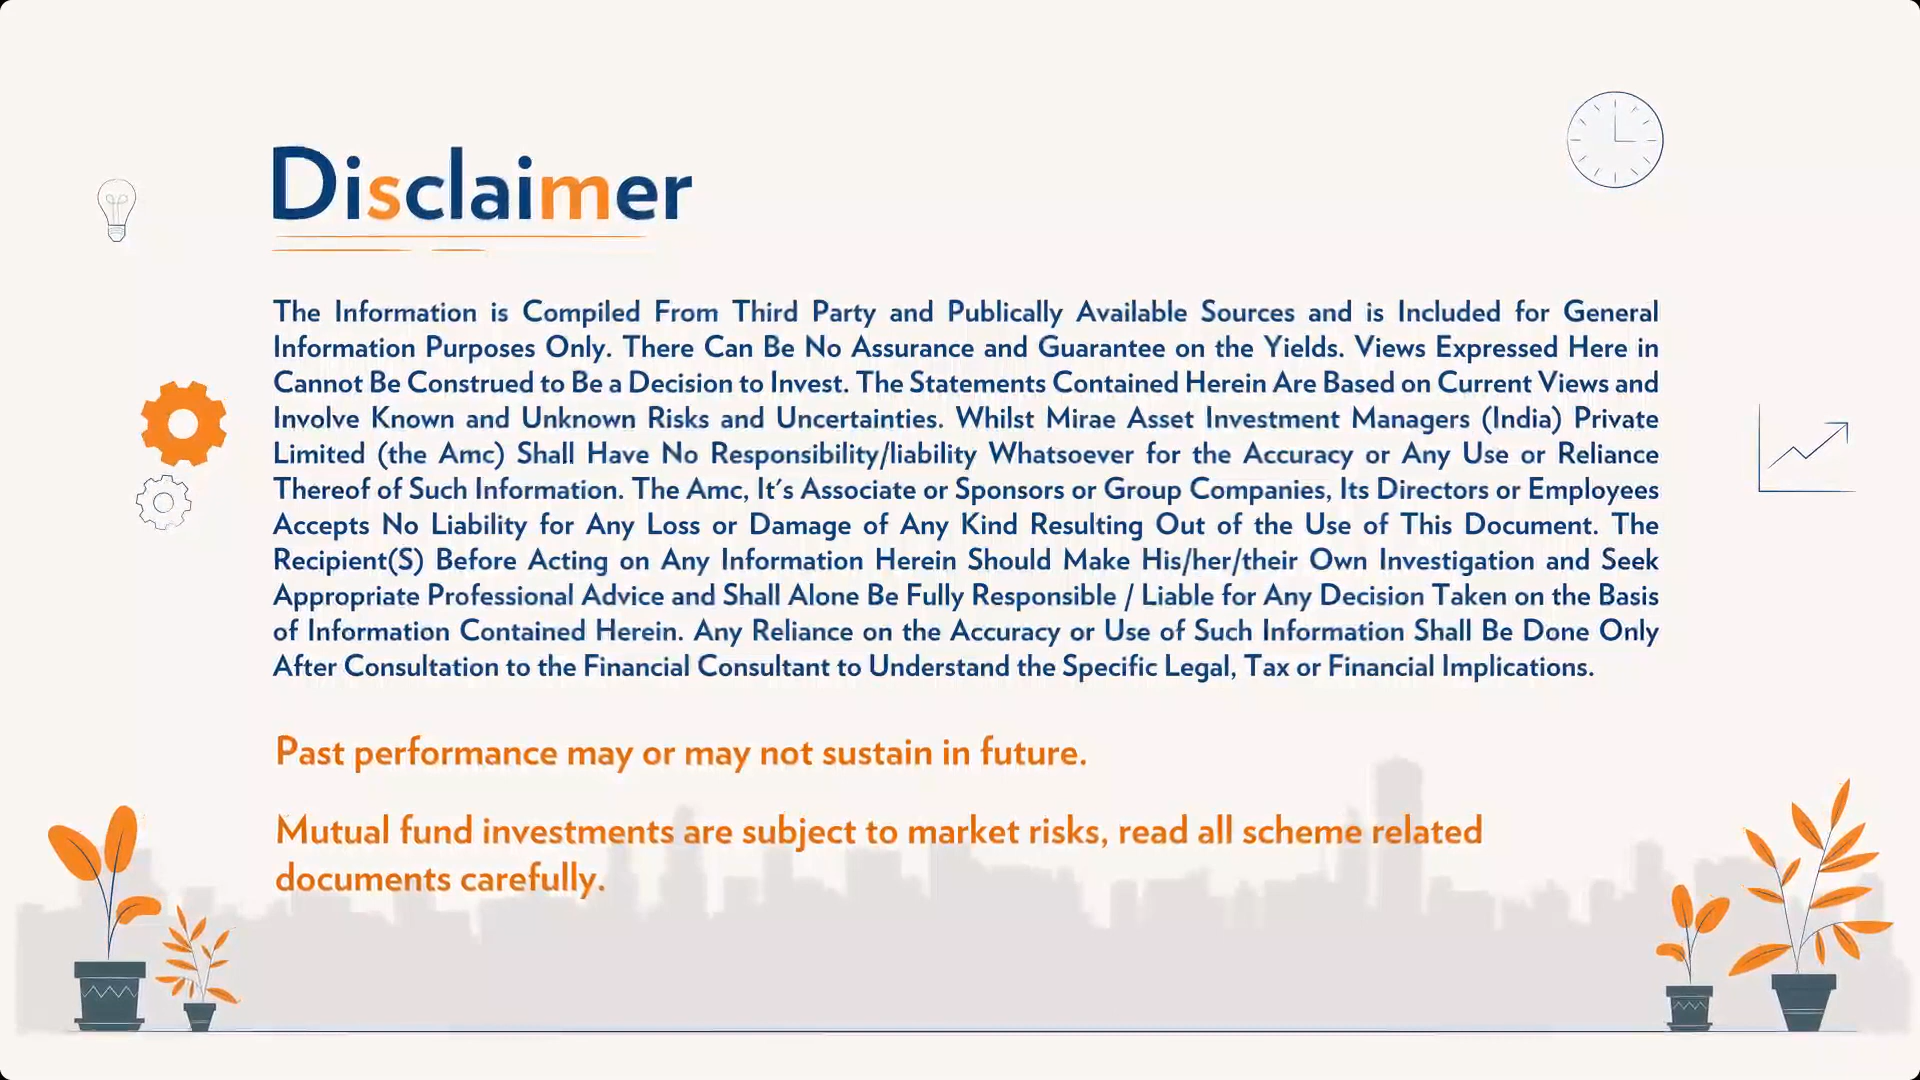 Disclaimer
The Information is Compiled From Third Party and Publically Available Sources and is Included for General
Information Purposes Only. There Can Be No Assurance and Guarantee on the Yields. Views Expressed Here in
Cannot Be Construed to Be a Decision to Invest. The Statements Contained Herein Are Based on Current Views and
Involve Known and Unknown Risks and Uncertainties. Whilst Mirae Asset Investment Managers (India) Private
Limited (the Amc) Shall Have No Responsibility/liability Whatsoever for the Accuracy or Any Use or Reliance
Thereof of Such Information. The Amc, It's Associate or Sponsors or Group Companies, Its Directors or Employees
Accepts No Liability for Any Loss or Damage of Any Kind Resulting Out of the Use of This Document. The
Recipient(S) Before Acting on Any Information Herein Should Make His/her/their Own Investigation and Seek
Appropriate Professional Advice and Shall Alone Be Fully Responsible / Liable for Any Decision Taken on the Basis
of Information Contained Herein. Any Reliance on the Accuracy or Use of Such Information Shall Be Done Only
After Consultation to the Financial Consultant to Understand the Specific Legal, Tax or Financial Implications.
Past performance may or may not sustain in future.
Mutual fund investments are subject to market risks, read all scheme related
documents carefully.